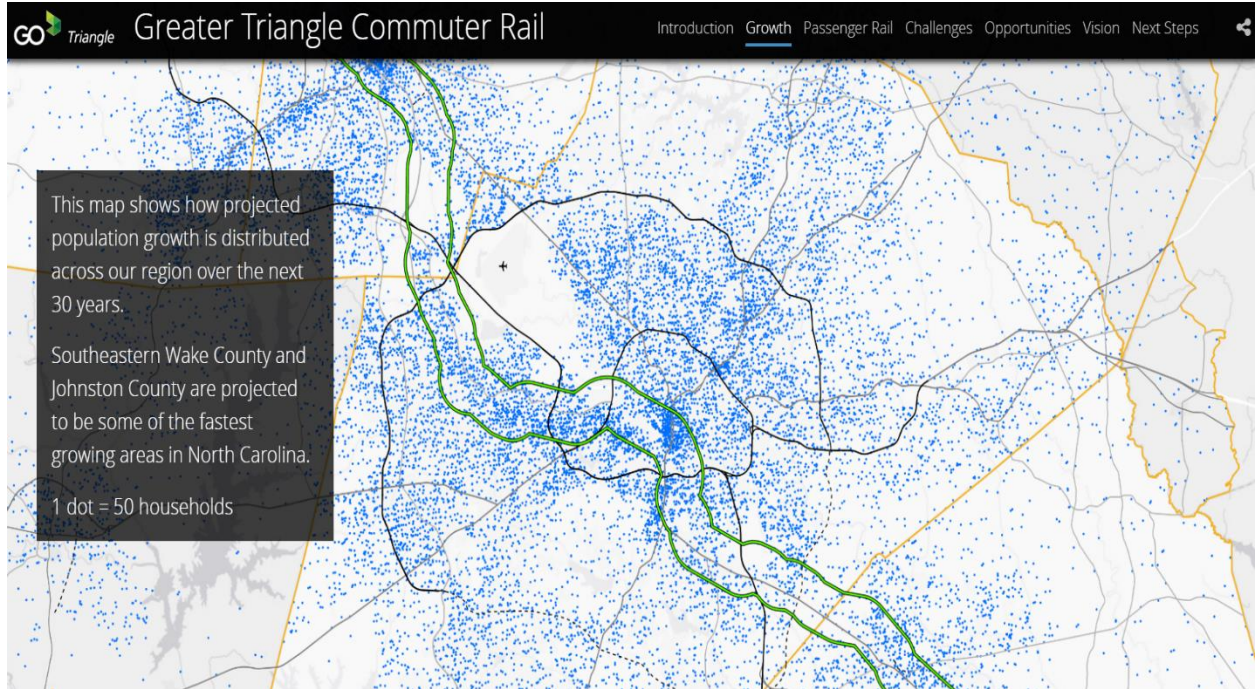 GO Triangle Greater Triangle Commuter Rail Introduction Growth Passenger Rail Challenges Opportunities Vision Next Steps
This map shows how projected
population growth is distributed
across our region over the next
30 years.
Southeastern Wake County and
Johnston County are projected
to be some of the fastest
growing areas in North Carolina.
1 dot = 50 households